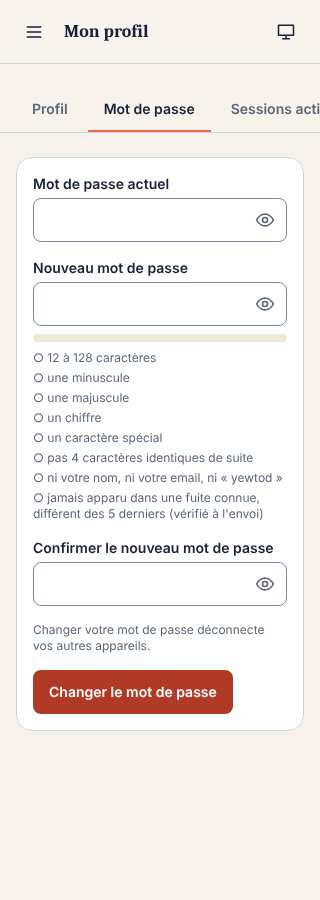 Mon profil
Profil
Mot de passe
Sessions acti
Mot de passe actuel
Nouveau mot de passe
12 à 128 caractères
une minuscule
une majuscule
un chiffre
un caractère spécial
pas 4 caractères identiques de suite
ni votre nom, ni votre email, ni « yewtod »
jamais apparu dans une fuite connue,
différent des 5 derniers (vérifié à l'envoi)
Confirmer le nouveau mot de passe
Changer votre mot de passe déconnecte
vos autres appareils.
Changer le mot de passe